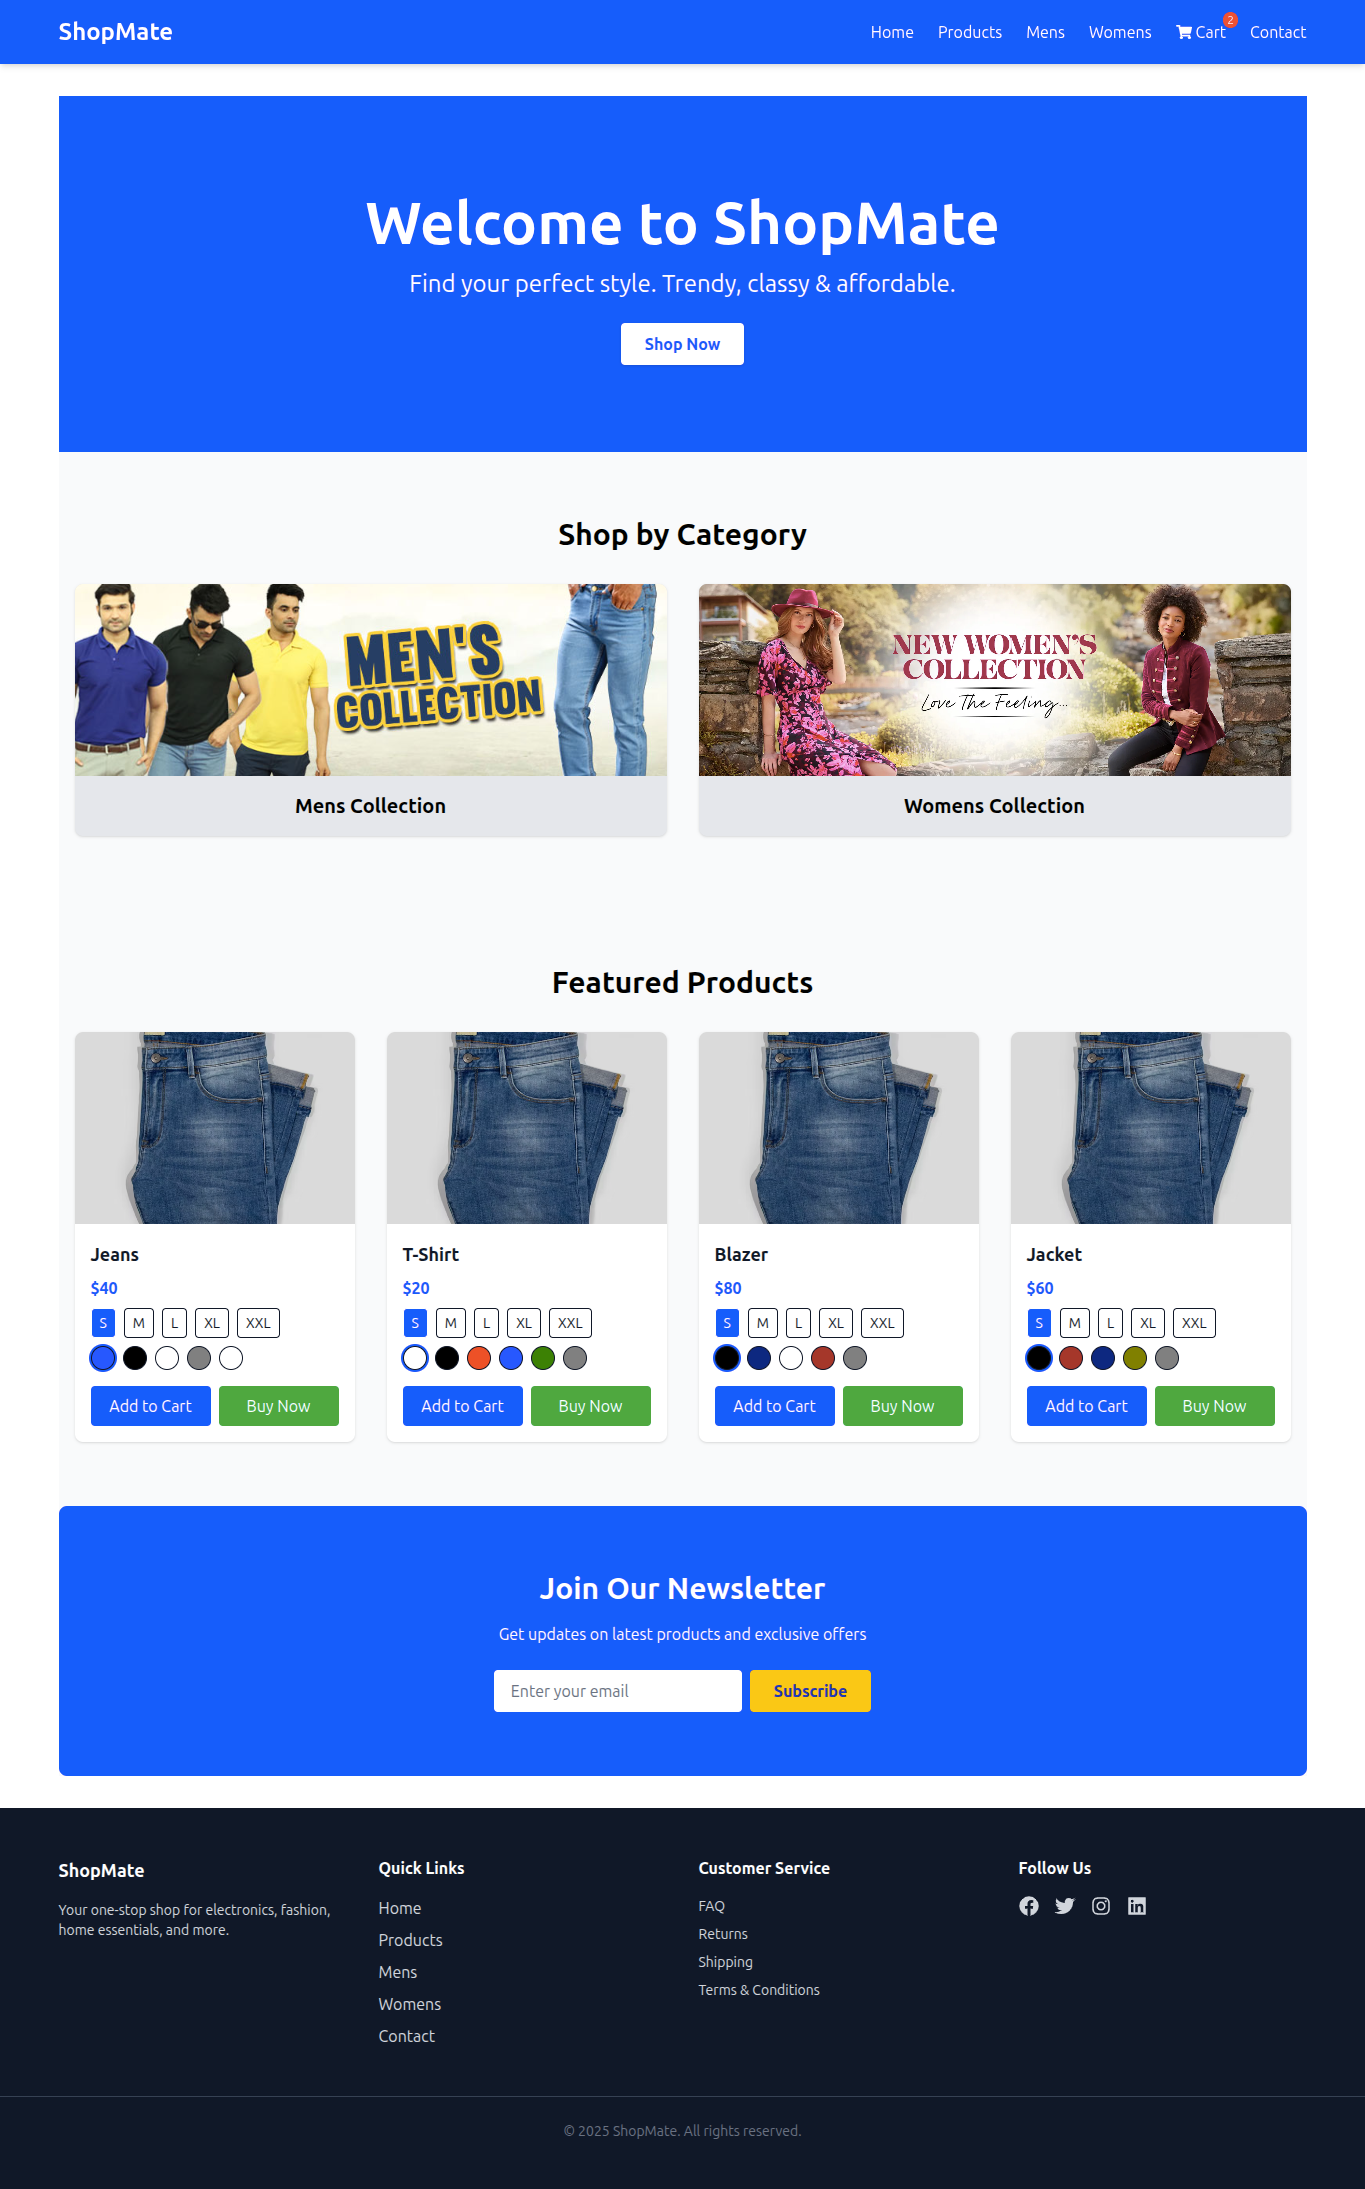 ShopMate
Home Products Mens Womens Cart 2 Contact
Welcome to ShopMate
Find your perfect style. Trendy, classy & affordable.
Shop Now
Shop by Category
MEN'S
COLLECTION
Mens Collection
NEW WOMEN'S
COLLECTION
Love The Feeling...
Womens Collection
Featured Products
Jeans
$40
S M L XL XXL
Add to Cart Buy Now
T-Shirt
$20
S M L XL XXL
Add to Cart Buy Now
Blazer
$80
S M L XL XXL
Add to Cart Buy Now
Jacket
$60
S M L XL XXL
Add to Cart Buy Now
Join Our Newsletter
Get updates on latest products and exclusive offers
Enter your email Subscribe
ShopMate
Your one-stop shop for electronics, fashion,
home essentials, and more.
Quick Links
Home
Products
Mens
Womens
Contact
Customer Service
FAQ
Returns
Shipping
Terms & Conditions
Follow Us
© 2025 ShopMate. All rights reserved.